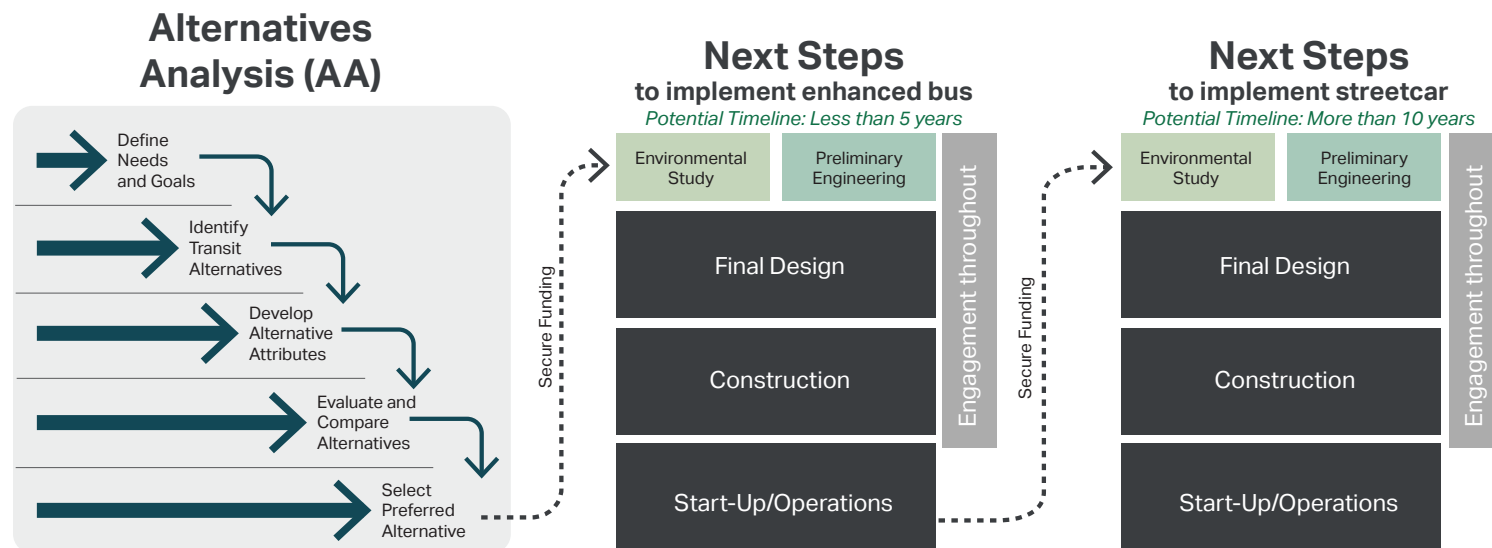 Alternatives
Analysis (AA)
Define
Needs
and Goals
Identify
Transit
Alternatives
Develop
Alternative
Attributes
Evaluate and
Compare
Alternatives
Select
Preferred
Alternative
Secure Funding
Next Steps
to implement enhanced bus
Potential Timeline: Less than 5 years
Environmental
Study
Preliminary
Engineering
Final Design
Construction
Start-Up/Operations
Engagement throughout
Secure Funding
Next Steps
to implement streetcar
Potential Timeline: More than 10 years
Environmental
Study
Preliminary
Engineering
Final Design
Construction
Start-Up/Operations
Engagement throughout